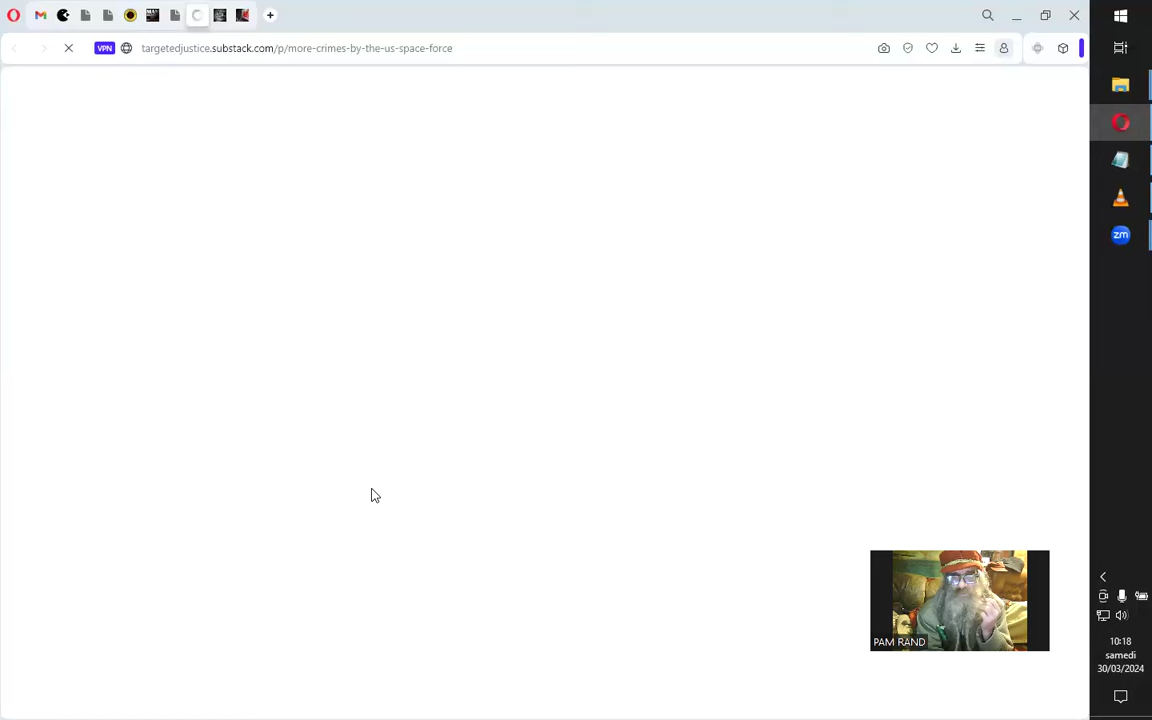 VPN
targetedjustice.substack.com/p/more-crimes-by-the-us-space-force
zm
PAM RAND
10:18
samedi
30/03/2024